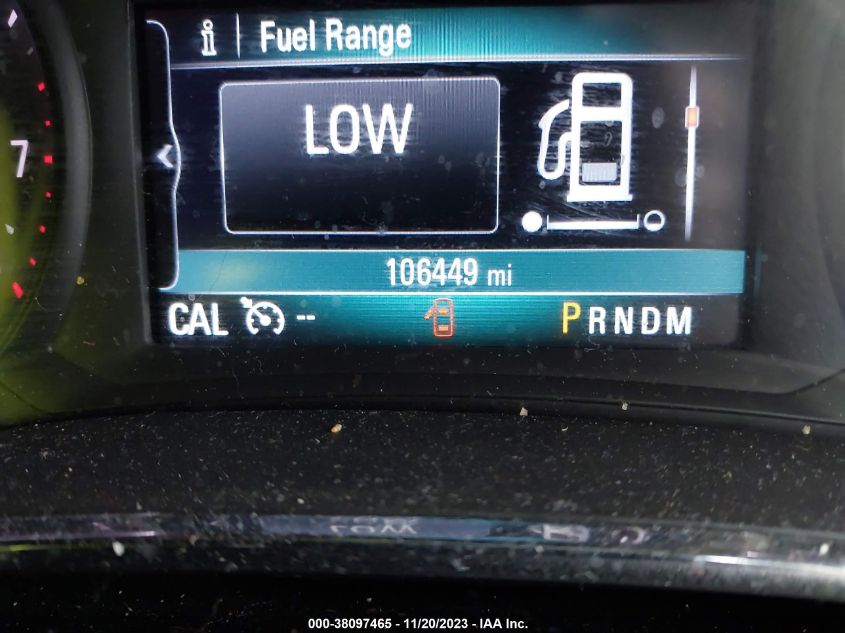 Fuel Range
LOW
7
106449 mi
CAL --
PRNDM
000-38097465 - 11/20/2023 - IAA Inc.